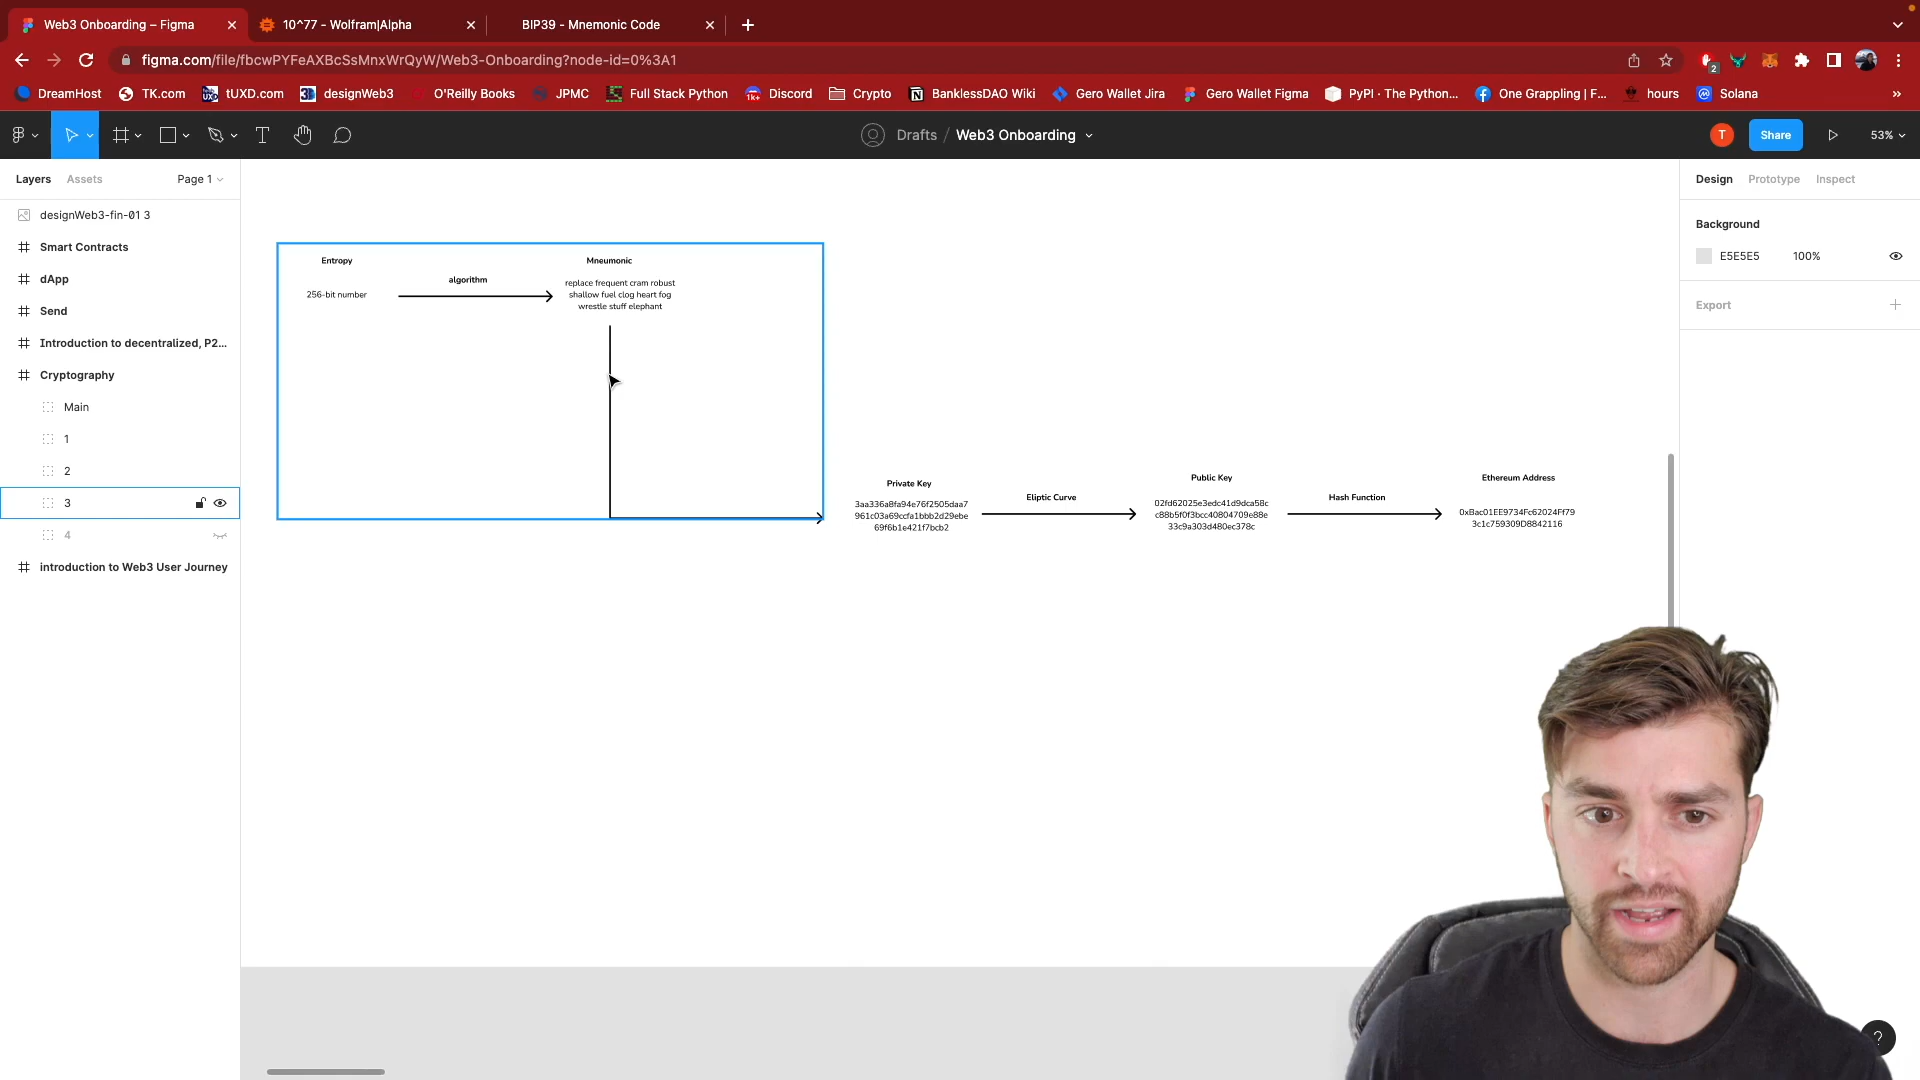 Web3 Onboarding – Figma
10^77 - Wolfram|Alpha
BIP39 - Mnemonic Code
figma.com/file/fbcwPYFeAXBcSsMnxWrQyW/Web3-Onboarding?node-id=0%3A1
2
DreamHost
TK.com
tUXD.com
designWeb3
O'Reilly Books
JPMC
Full Stack Python
Discord
Crypto
BanklessDAO Wiki
Gero Wallet Jira
Gero Wallet Figma
PyPI · The Python...
One Grappling | F...
hours
Solana
Drafts / Web3 Onboarding
T
Share
53%
Layers
Assets
Page 1
designWeb3-fin-01 3
Smart Contracts
dApp
Send
Introduction to decentralized, P2...
Cryptography
Main
1
2
3
4
introduction to Web3 User Journey
Entropy
256-bit number
algorithm
Mneumonic
replace frequent cram robust
shallow fuel clog heart fog
wrestle stuff elephant
Private Key
3aa336a8fa94e76f2505daa7
961c03a69ccfa1bbb2d29ebe
69f6b1e421f7bcb2
Eliptic Curve
Public Key
02fd62025e3edc41d9dca58c
c88b5f0f3bcc40804709e88e
33c9a303d480ec378c
Hash Function
Ethereum Address
0xBac01EE9734Fc62024Ff79
3c1c759309D8842116
Design
Prototype
Inspect
Background
E5E5E5
100%
Export
?